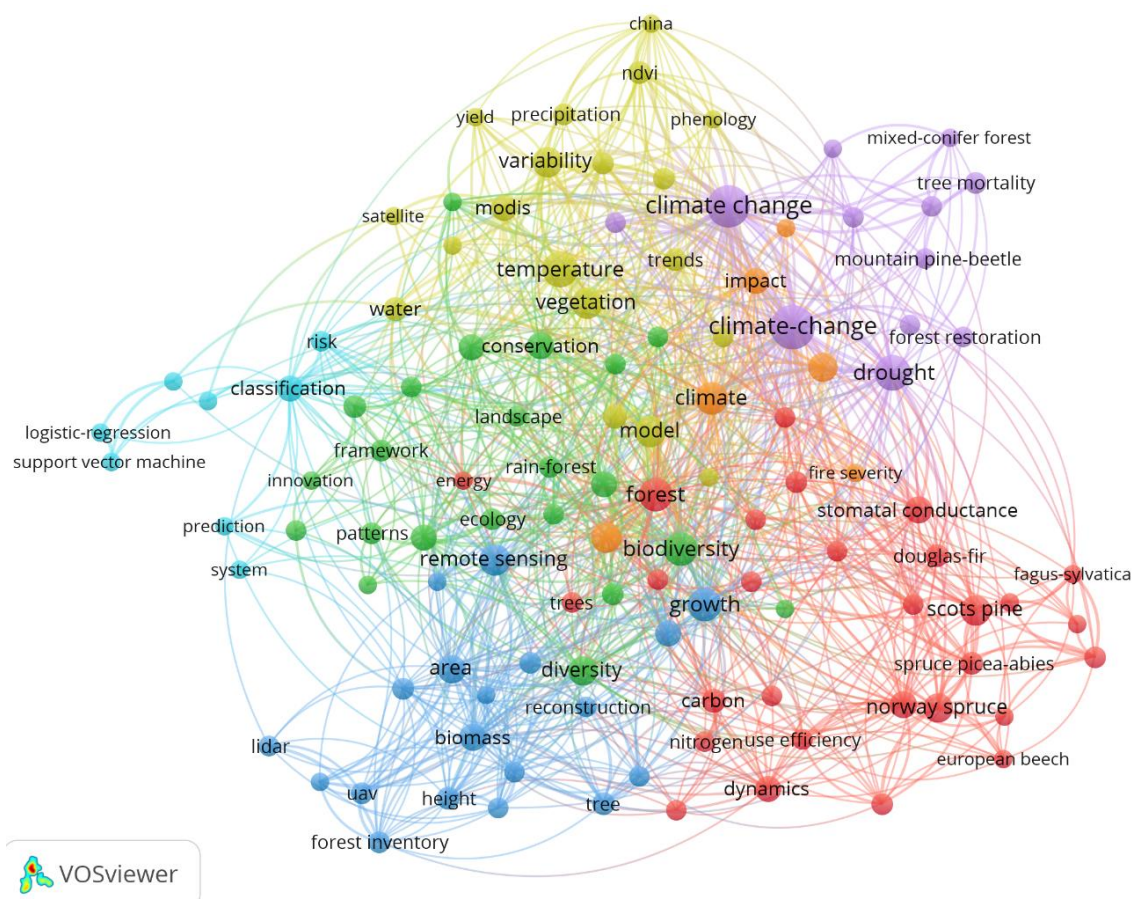 china
ndvi
yield
precipitation
phenology
mixed-conifer forest
variability
tree mortality
climate change
satellite
modis
mountain pine-beetle
temperature
trends
impact
vegetation
water
climate-change
forest restoration
risk
conservation
drought
classification
climate
landscape
logistic-regression
model
framework
support vector machine
rain-forest
fire severity
innovation
energy
forest
stomatal conductance
prediction
patterns
ecology
biodiversity
remote sensing
douglas-fir
system
fagus-sylvatica
trees
growth
scots pine
area
diversity
spruce picea-abies
reconstruction
carbon
norway spruce
lidar
biomass
nitrogen
use efficiency
european beech
uav
height
tree
dynamics
forest inventory
VOSviewer